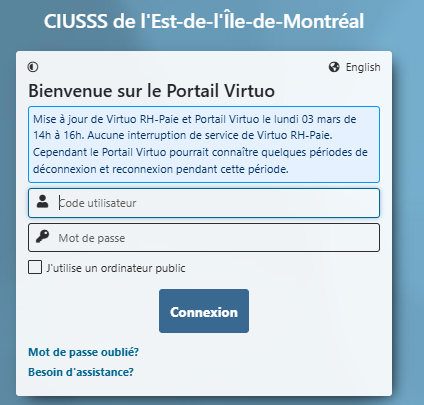 CIUSSS de l'Est-de-l'Île-de-Montréal
English
Bienvenue sur le Portail Virtuo
Mise à jour de Virtuo RH-Paie et Portail Virtuo le lundi 03 mars de
14h à 16h. Aucune interruption de service de Virtuo RH-Paie.
Cependant le Portail Virtuo pourrait connaître quelques périodes de
déconnexion et reconnexion pendant cette période.
Code utilisateur
Mot de passe
J'utilise un ordinateur public
Connexion
Mot de passe oublié?
Besoin d'assistance?